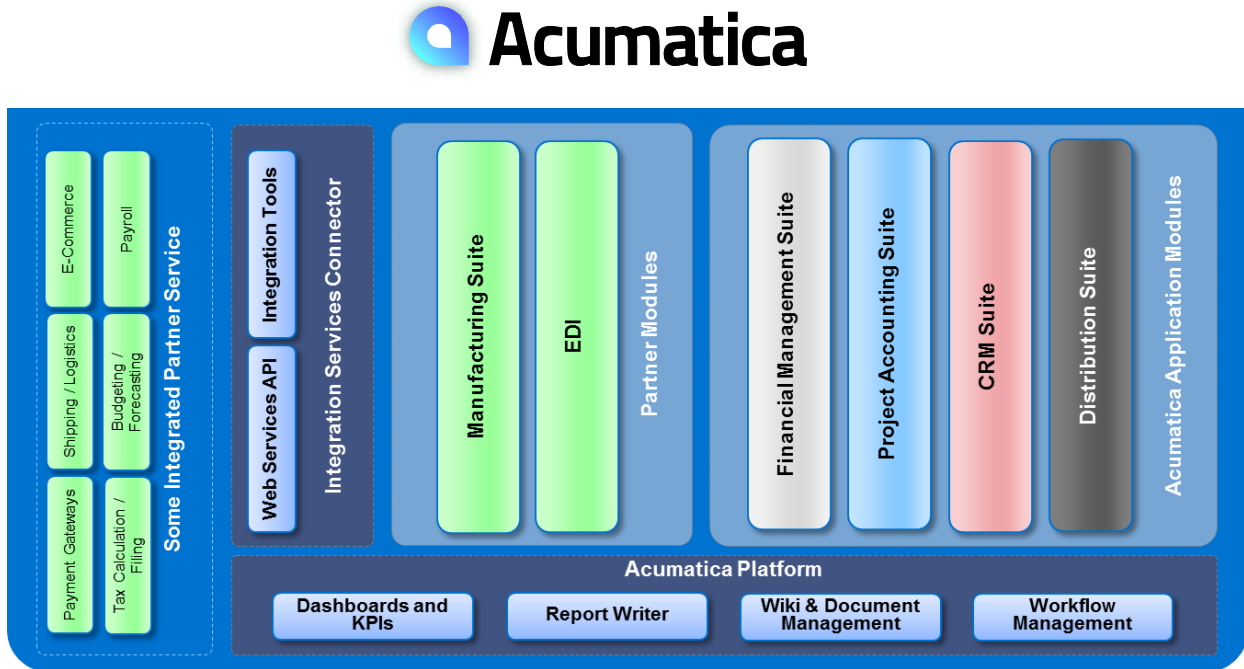 Acumatica
E-Commerce
Payroll
Shipping / Logistics
Budgeting /
Forecasting
Payment Gateways
Tax Calculation /
Filing
Some Integrated Partner Service
Integration Tools
Web Services API
Integration Services Connector
Manufacturing Suite
EDI
Partner Modules
Financial Management Suite
Project Accounting Suite
CRM Suite
Distribution Suite
Acumatica Application Modules
Acumatica Platform
Dashboards and
KPIs
Report Writer
Wiki & Document
Management
Workflow
Management